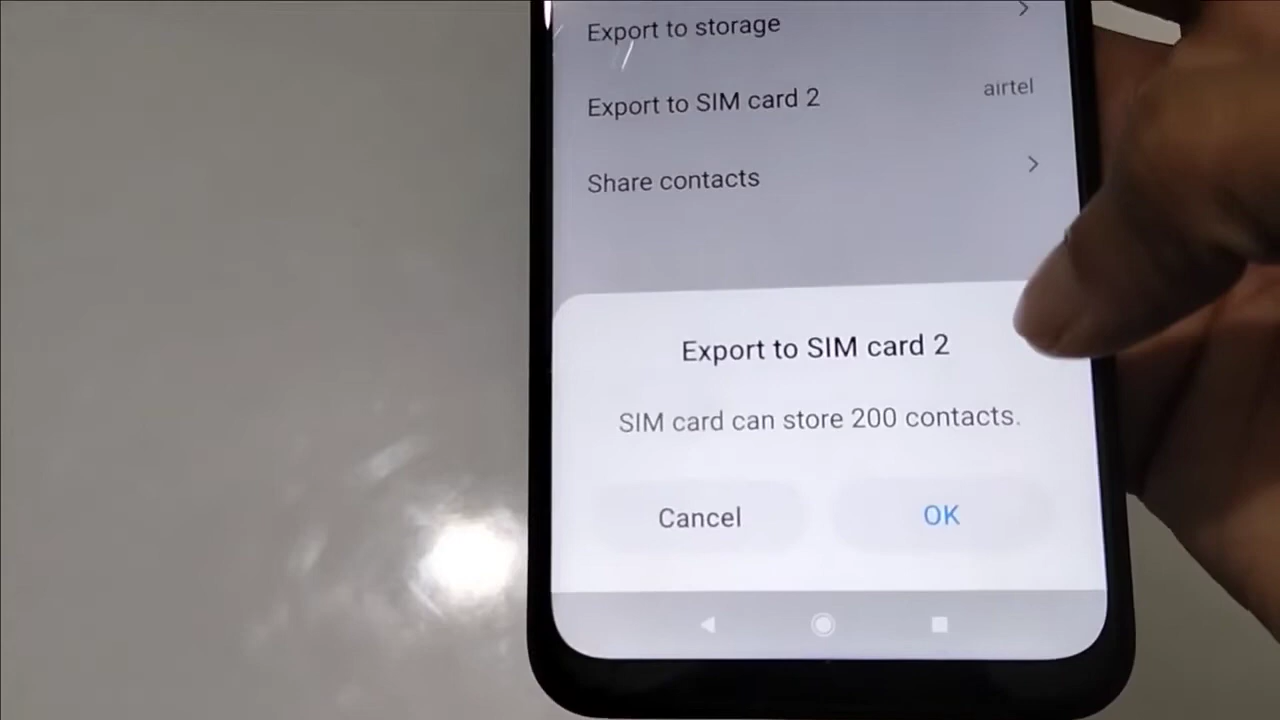 Export to storage
Export to SIM card 2 airtel
Share contacts
Export to SIM card 2
SIM card can store 200 contacts.
Cancel OK